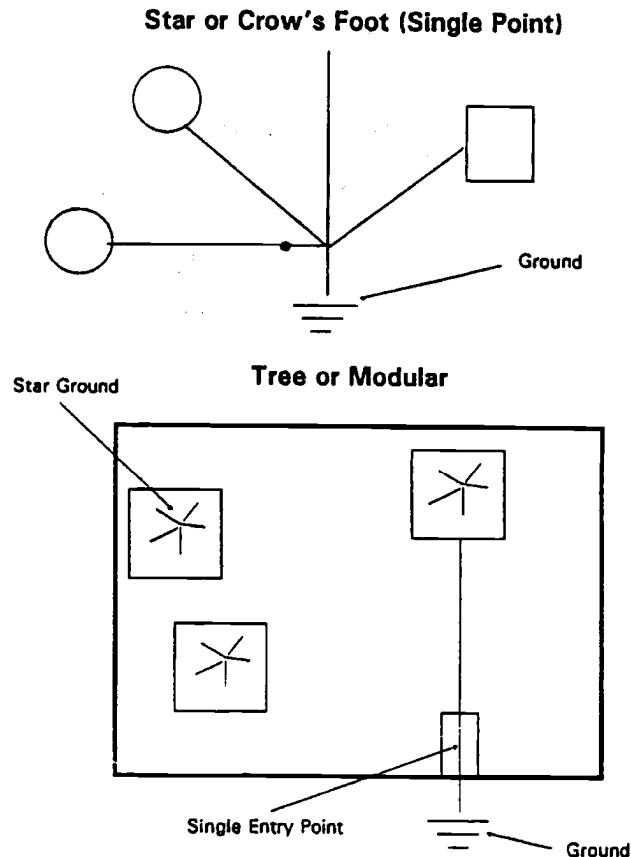 Star or Crow's Foot (Single Point)
Ground
Tree or Modular
Star Ground
Single Entry Point
Ground